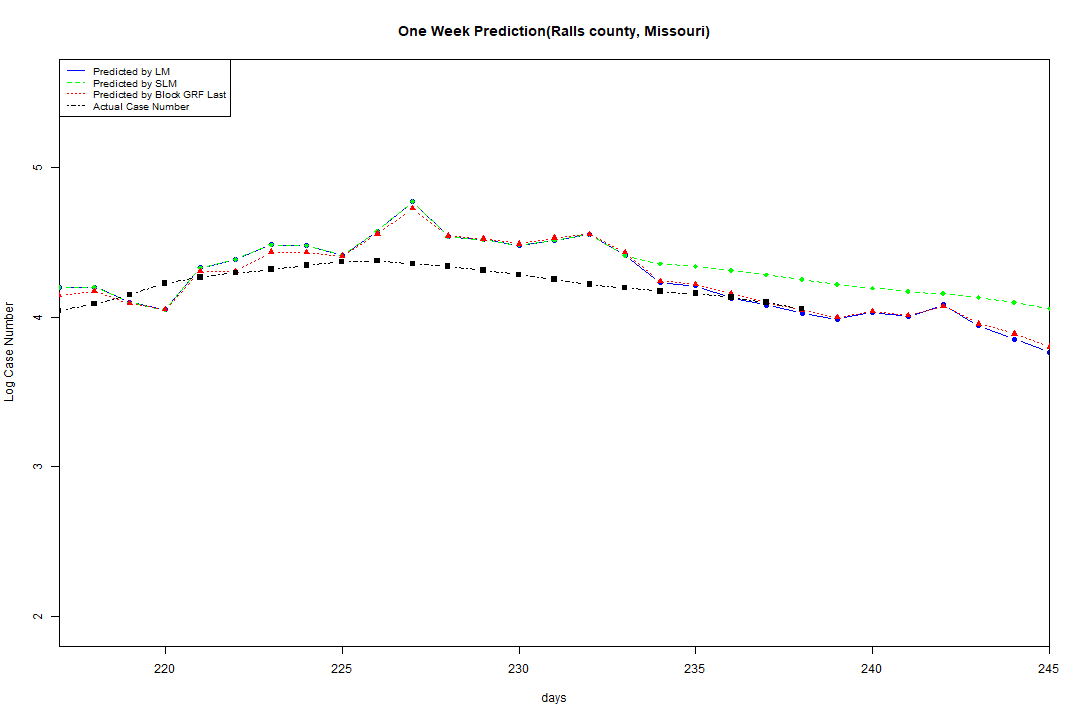 One Week Prediction(Ralls county, Missouri)
Predicted by LM
Predicted by SLM
Predicted by Block GRF Last
Actual Case Number
5
4
3
2
Log Case Number
220 225 230 235 240 245
days